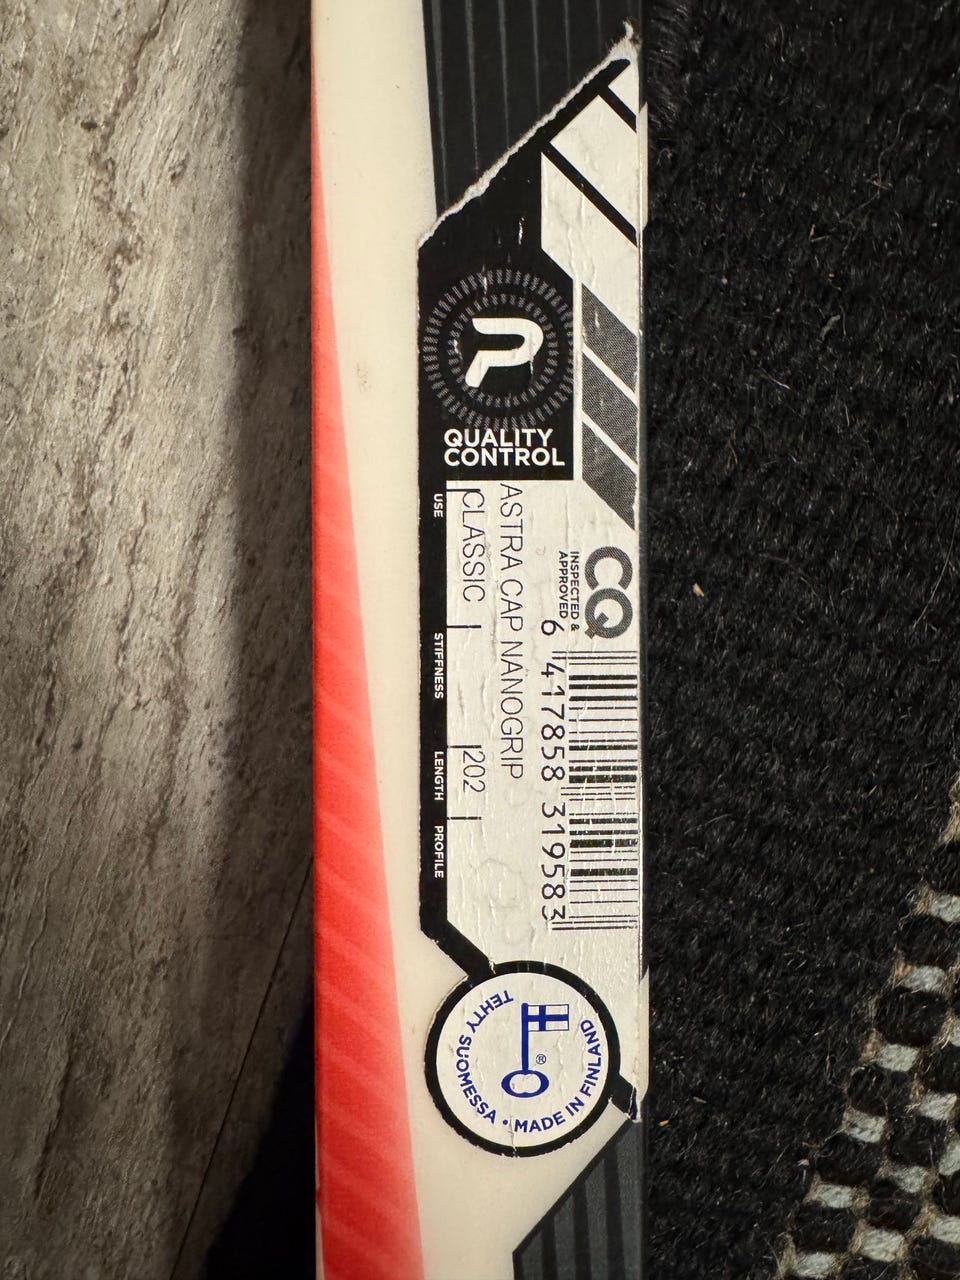 QUALITY
CONTROL
CQ
INSPECTED &
APPROVED
6 417858 319583
ASTRA CAP NANOGRIP
USE
CLASSIC
STIFFNESS
LENGTH
202
PROFILE
TEHTY SUOMESSA • MADE IN FINLAND
®